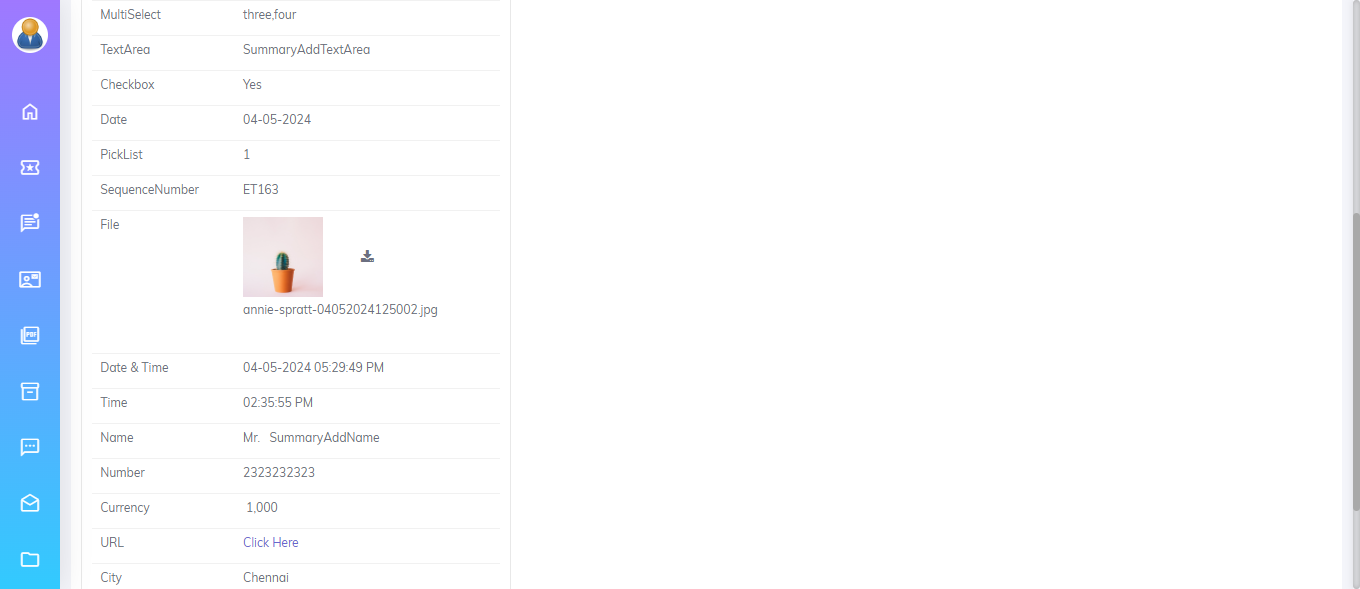 MultiSelect three,four
TextArea SummaryAddTextArea
Checkbox Yes
Date 04-05-2024
PickList 1
SequenceNumber ET163
File
annie-spratt-04052024125002.jpg
Date & Time 04-05-2024 05:29:49 PM
Time 02:35:55 PM
Name Mr. SummaryAddName
Number 2323232323
Currency 1,000
URL Click Here
City Chennai
PDF